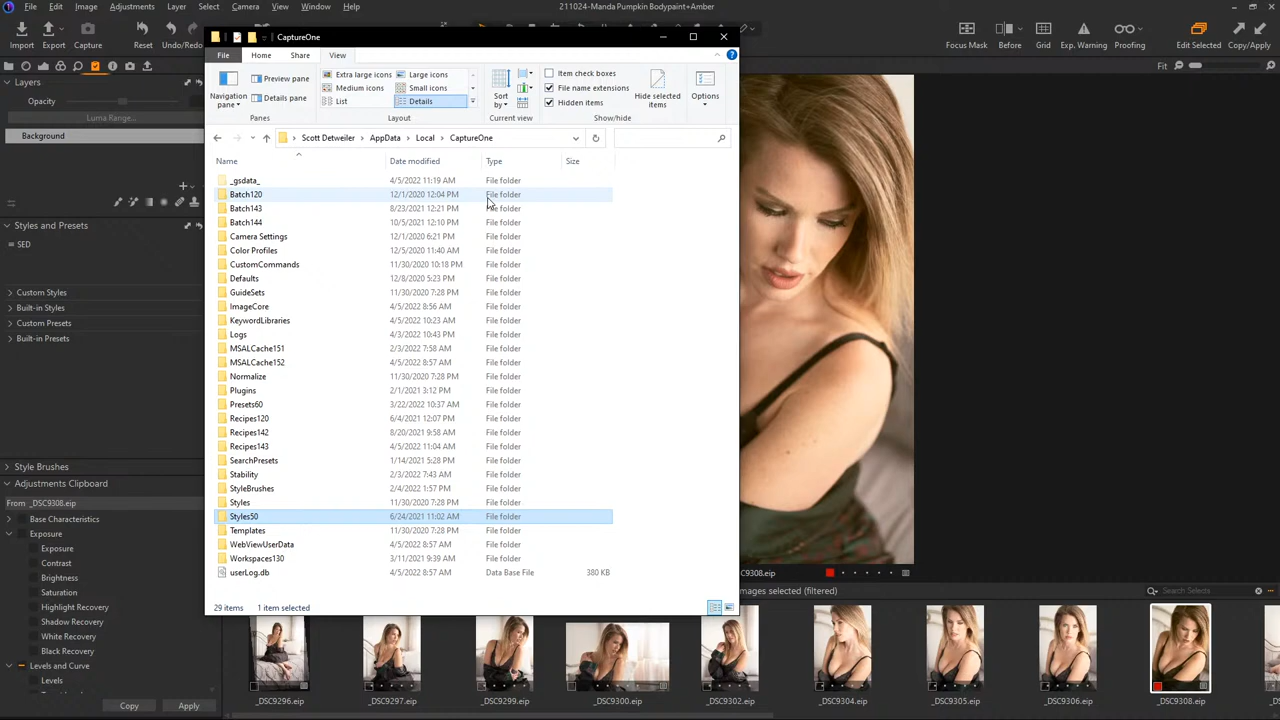 File Edit Image Adjustments Layer Select Camera View Window Help
211024-Manda Pumpkin Bodypaint+Amber
Import Export Capture Reset Undo/Redo
Focus Mask Before Grid Exp. Warning Proofing Edit Selected Copy/Apply
Fit
CaptureOne
File Home Share View
Navigation pane
Preview pane
Details pane
Panes
Extra large icons Large icons
Medium icons Small icons
List Details
Layout
Sort by
Current view
Item check boxes
File name extensions
Hidden items
Hide selected items
Show/hide
Options
Scott Detweiler > AppData > Local > CaptureOne
Name Date modified Type Size
_gsdata_ 4/5/2022 11:19 AM File folder
Batch120 12/1/2020 12:04 PM File folder
Batch143 8/23/2021 12:21 PM File folder
Batch144 10/5/2021 12:10 PM File folder
Camera Settings 12/1/2020 6:21 PM File folder
Color Profiles 12/5/2020 11:40 AM File folder
CustomCommands 11/30/2020 10:18 PM File folder
Defaults 12/8/2020 5:23 PM File folder
GuideSets 11/30/2020 7:28 PM File folder
ImageCore 4/5/2022 8:56 AM File folder
KeywordLibraries 4/5/2022 10:23 AM File folder
Logs 4/3/2022 10:43 PM File folder
MSALCache151 2/3/2022 7:58 AM File folder
MSALCache152 4/5/2022 8:57 AM File folder
Normalize 11/30/2020 7:28 PM File folder
Plugins 2/1/2021 3:12 PM File folder
Presets60 3/22/2022 10:37 AM File folder
Recipes120 6/4/2021 12:07 PM File folder
Recipes142 8/20/2021 9:58 AM File folder
Recipes143 4/5/2022 11:04 AM File folder
SearchPresets 1/14/2021 5:28 PM File folder
Stability 2/3/2022 7:43 AM File folder
StyleBrushes 2/4/2022 1:57 PM File folder
Styles 11/30/2020 7:28 PM File folder
Styles50 6/24/2021 11:02 AM File folder
Templates 11/30/2020 7:28 PM File folder
WebViewUserData 4/5/2022 8:57 AM File folder
Workspaces130 3/11/2021 9:39 AM File folder
userLog.db 4/5/2022 8:57 AM Data Base File 380 KB
29 items 1 item selected
Layers
Opacity
Luma Range...
Background
Styles and Presets
SED
Custom Styles
Built-in Styles
Custom Presets
Built-in Presets
Style Brushes
Adjustments Clipboard
From _DSC9308.eip
Base Characteristics
Exposure
Exposure
Contrast
Brightness
Saturation
Highlight Recovery
Shadow Recovery
White Recovery
Black Recovery
Levels and Curve
Levels
Copy Apply
SC9308.eip
mages selected (filtered)
Search Selects
_DSC9296.eip _DSC9297.eip _DSC9299.eip _DSC9300.eip _DSC9302.eip _DSC9304.eip _DSC9305.eip _DSC9306.eip _DSC9308.eip